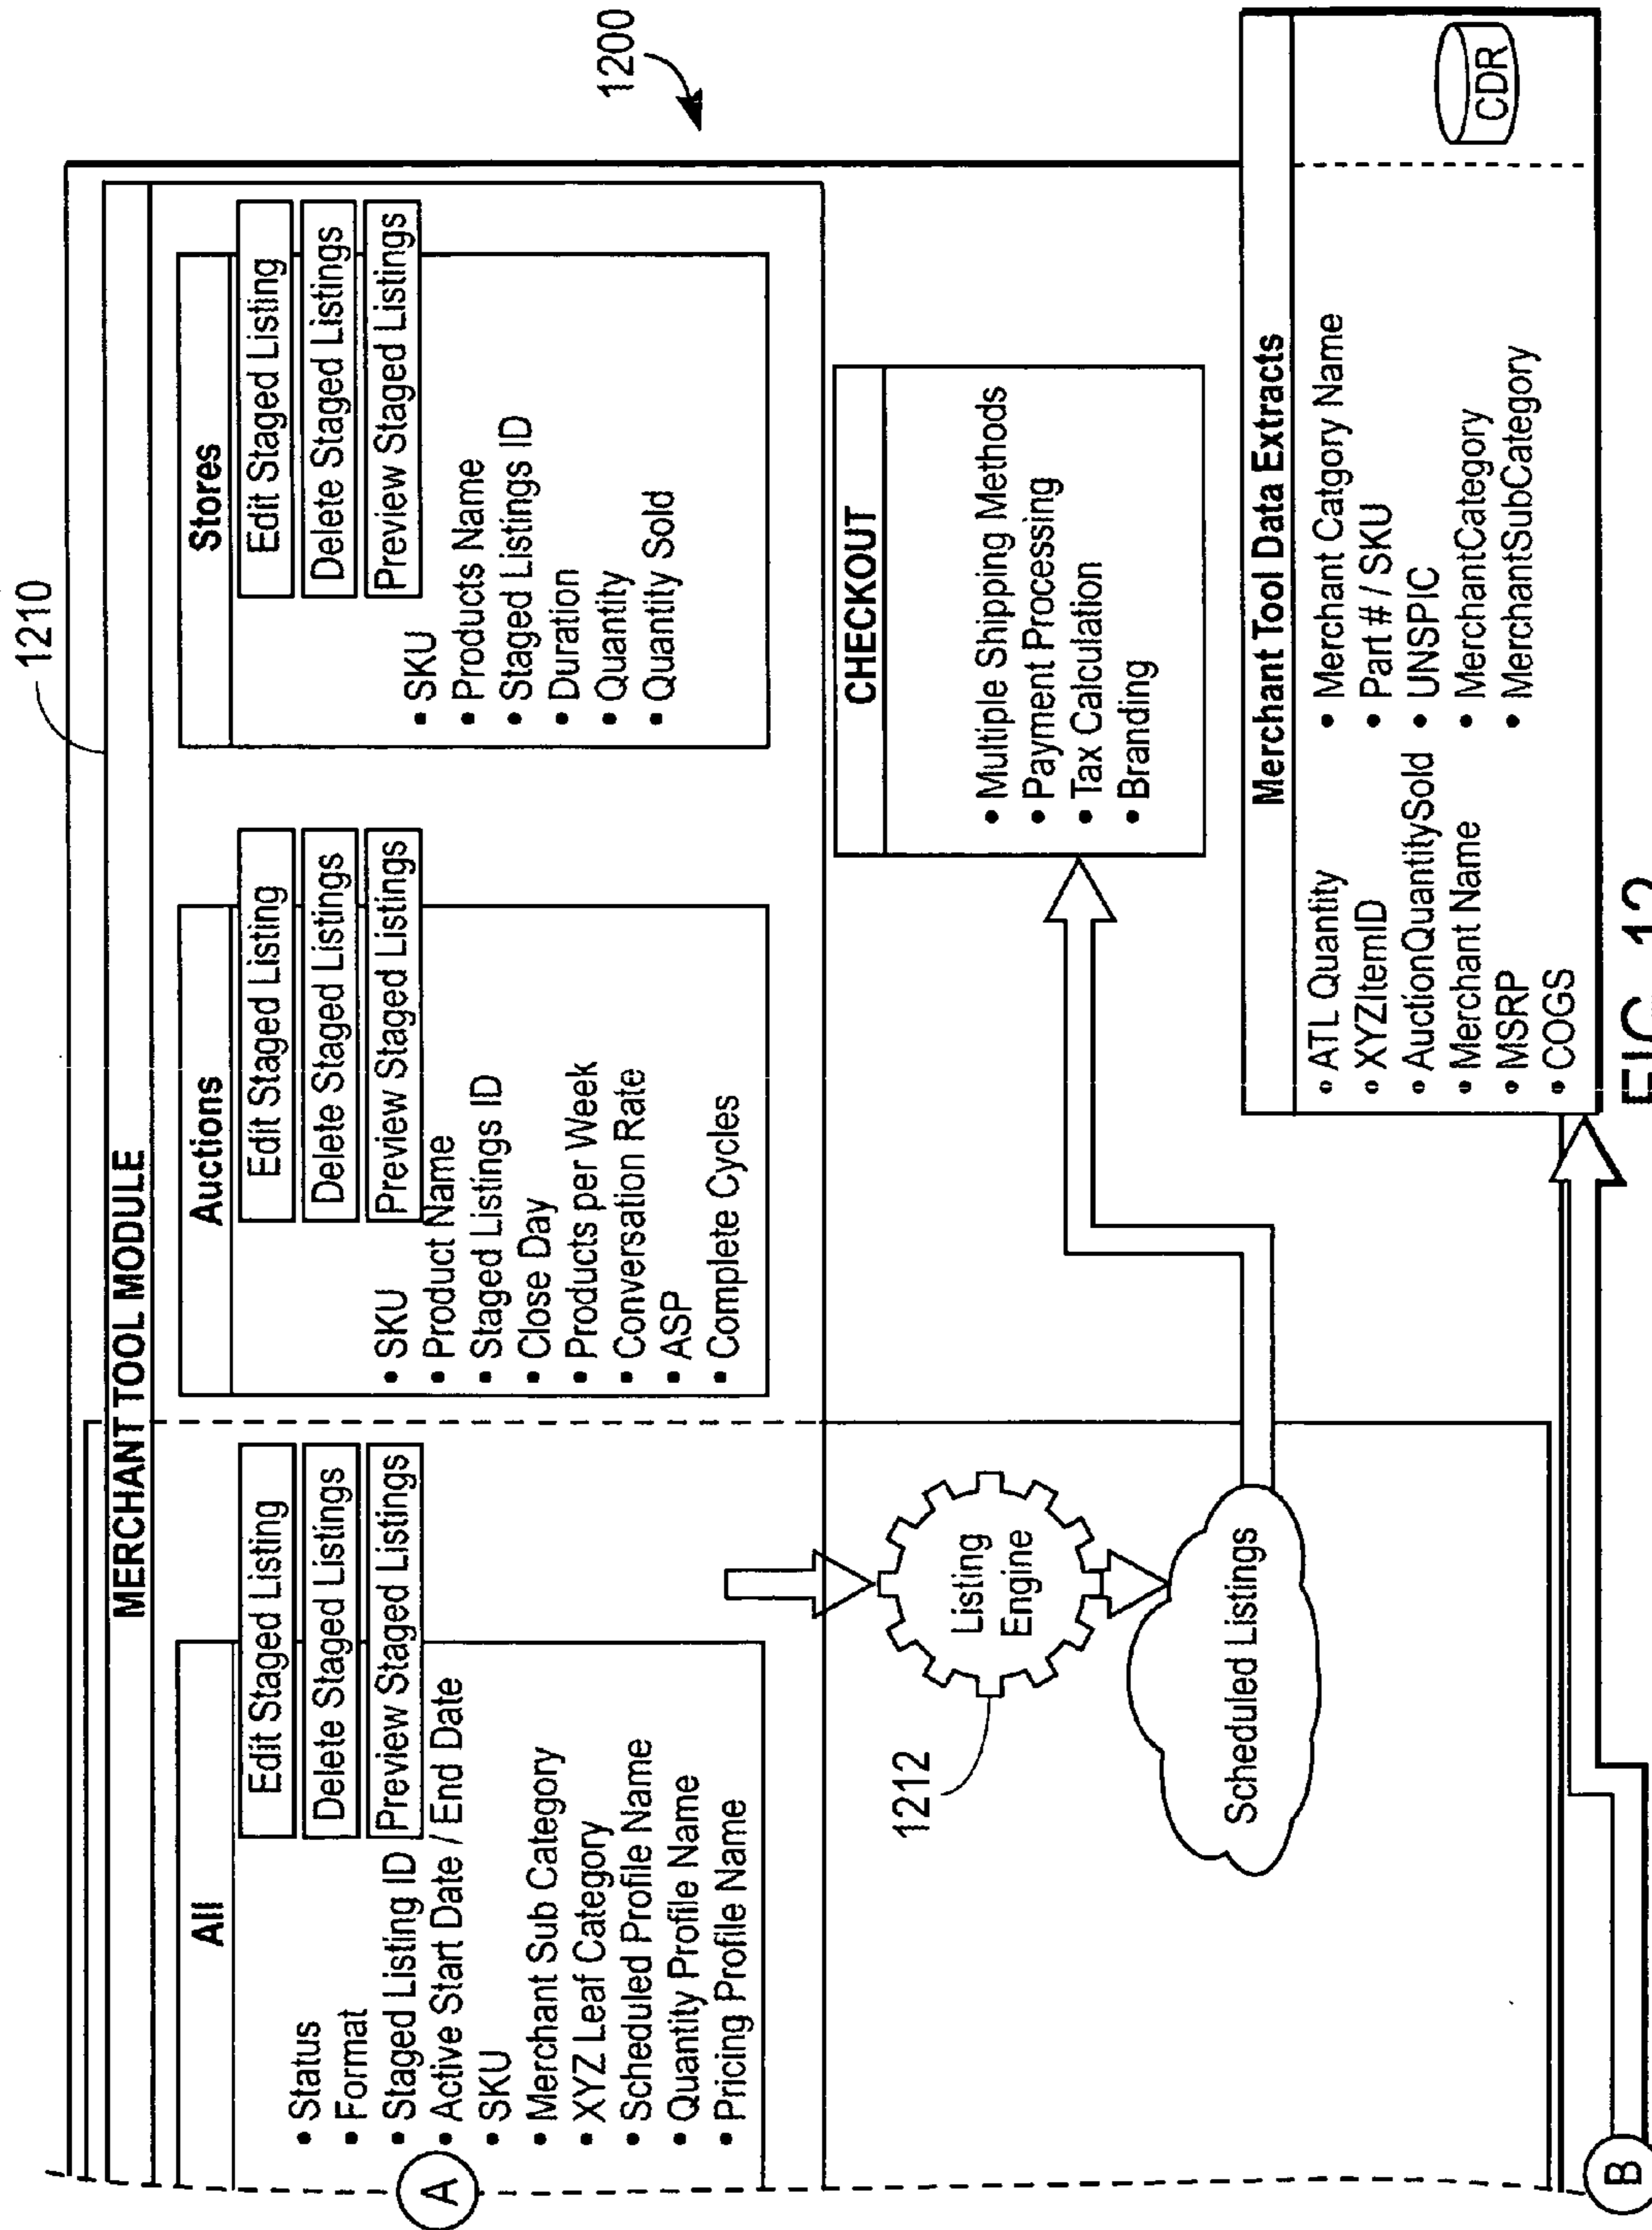 1200
1210
MERCHANT TOOL MODULE
All
Edit Staged Listing
Delete Staged Listings
Preview Staged Listings
• Status
• Format
• Staged Listing ID
• Active Start Date / End Date
• SKU
• Merchant Sub Category
• XYZ Leaf Category
• Scheduled Profile Name
• Quantity Profile Name
• Pricing Profile Name
A
Auctions
Edit Staged Listing
Delete Staged Listings
Preview Staged Listings
• SKU
• Product Name
• Staged Listings ID
• Close Day
• Products per Week
• Conversation Rate
• ASP
• Complete Cycles
Stores
Edit Staged Listing
Delete Staged Listings
Preview Staged Listings
• SKU
• Products Name
• Staged Listings ID
• Duration
• Quantity
• Quantity Sold
1212
Listing
Engine
Scheduled Listings
CHECKOUT
• Multiple Shipping Methods
• Payment Processing
• Tax Calculation
• Branding
Merchant Tool Data Extracts
• ATL Quantity
• XYZItemID
• AuctionQuantitySold
• Merchant Name
• MSRP
• COGS
• Merchant Catgory Name
• Part # / SKU
• UNSPIC
• MerchantCategory
• MerchantSubCategory
CDR
B
FIG. 12